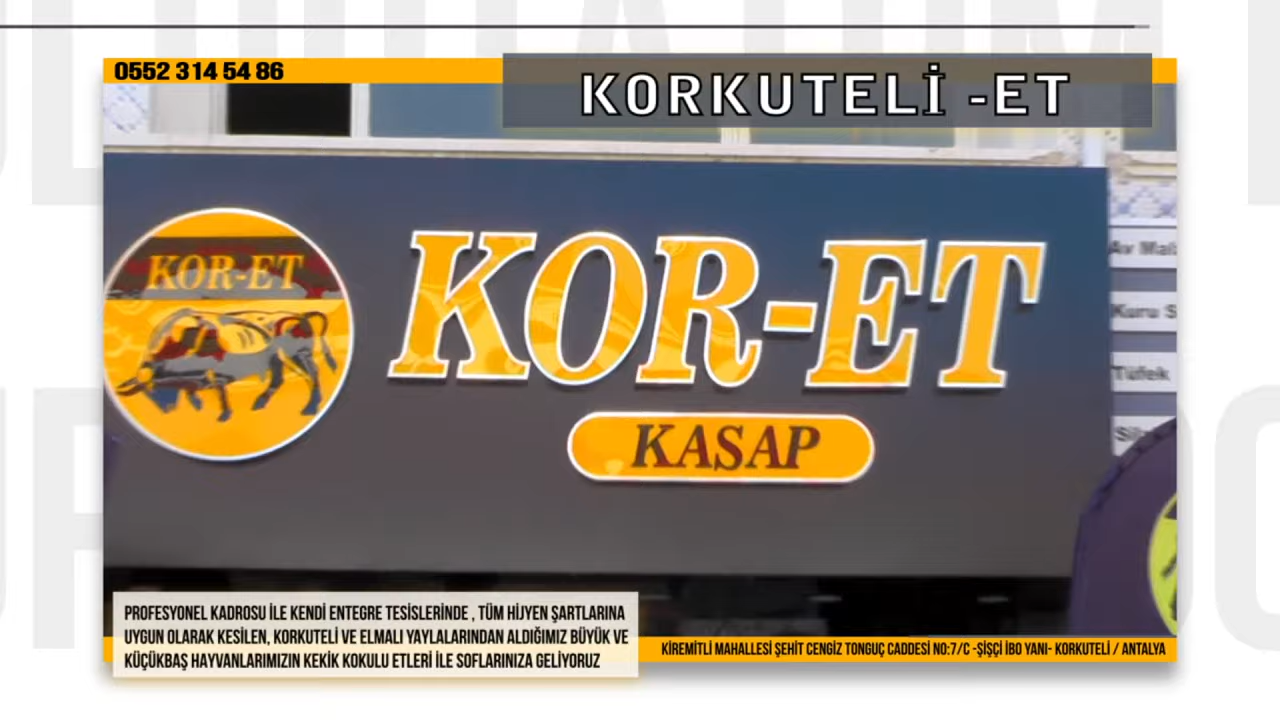 0552 314 54 86
KORKUTELİ -ET
KOR-ET
KOR-ET
KASAP
Kuru
Tüfek
PROFESYONEL KADROSU İLE KENDİ ENTEGRE TESİSLERİNDE , TÜM HİJYEN ŞARTLARINA
UYGUN OLARAK KESİLEN, KORKUTELİ VE ELMALI YAYLALARINDAN ALDIĞIMIZ BÜYÜK VE
KÜÇÜKBAŞ HAYVANLARIMIZIN KEKİK KOKULU ETLERİ İLE SOFLARINIZA GELİYORUZ
KİREMİTLİ MAHALLESİ ŞEHİT CENGİZ TONGUÇ CADDESİ NO:7/C -ŞİŞÇİ İBO YANI- KORKUTELİ / ANTALYA